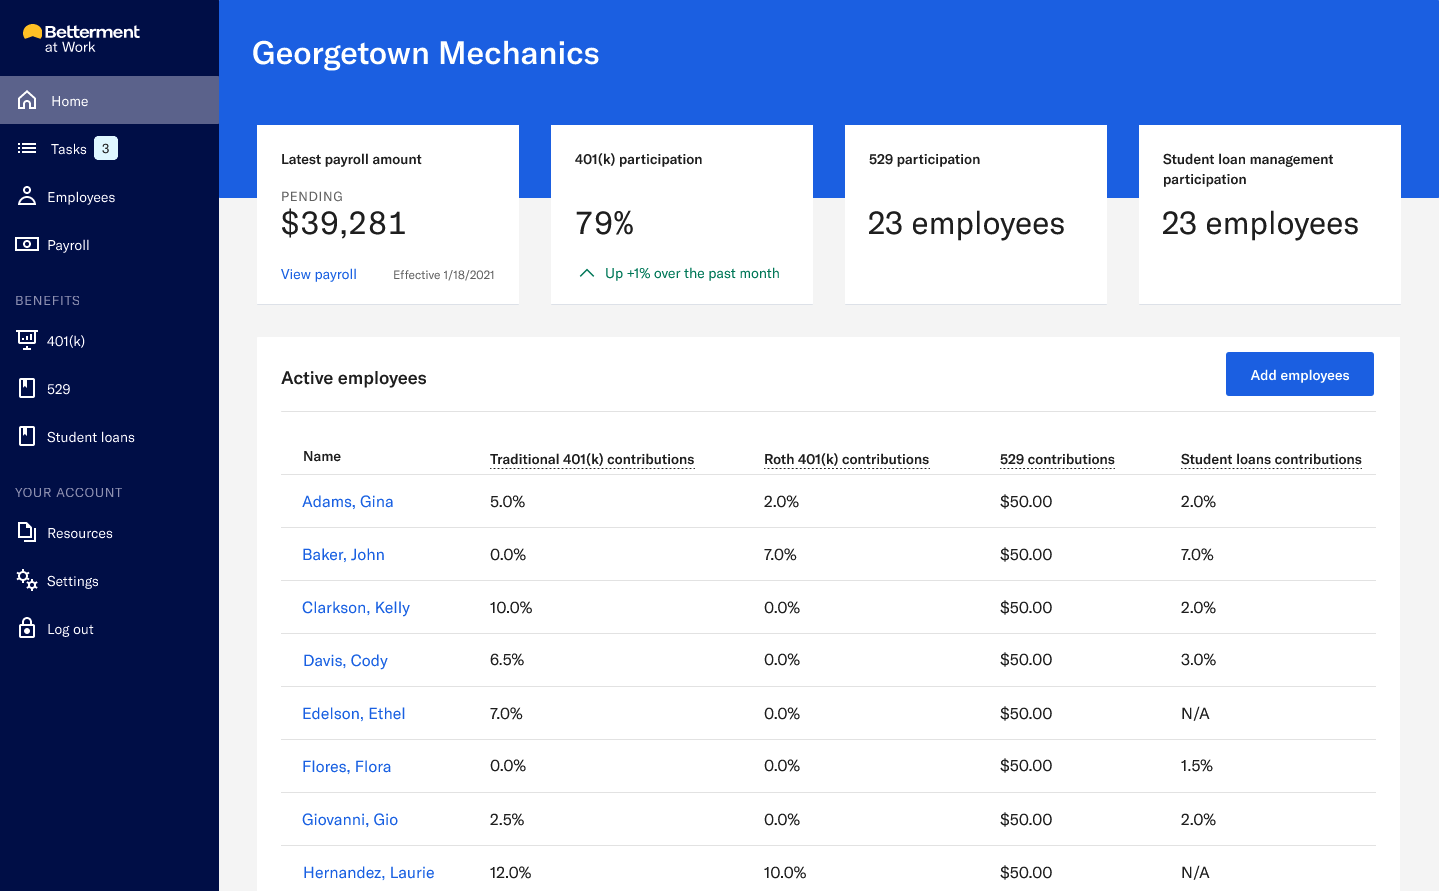 Betterment
at Work
Home
Tasks 3
Employees
Payroll
BENEFITS
401(k)
529
Student loans
YOUR ACCOUNT
Resources
Settings
Log out
Georgetown Mechanics
Latest payroll amount
PENDING
$39,281
View payroll Effective 1/18/2021
401(k) participation
79%
Up +1% over the past month
529 participation
23 employees
Student loan management
participation
23 employees
Active employees
Add employees
Name Traditional 401(k) contributions Roth 401(k) contributions 529 contributions Student loans contributions
Adams, Gina 5.0% 2.0% $50.00 2.0%
Baker, John 0.0% 7.0% $50.00 7.0%
Clarkson, Kelly 10.0% 0.0% $50.00 2.0%
Davis, Cody 6.5% 0.0% $50.00 3.0%
Edelson, Ethel 7.0% 0.0% $50.00 N/A
Flores, Flora 0.0% 0.0% $50.00 1.5%
Giovanni, Gio 2.5% 0.0% $50.00 2.0%
Hernandez, Laurie 12.0% 10.0% $50.00 N/A